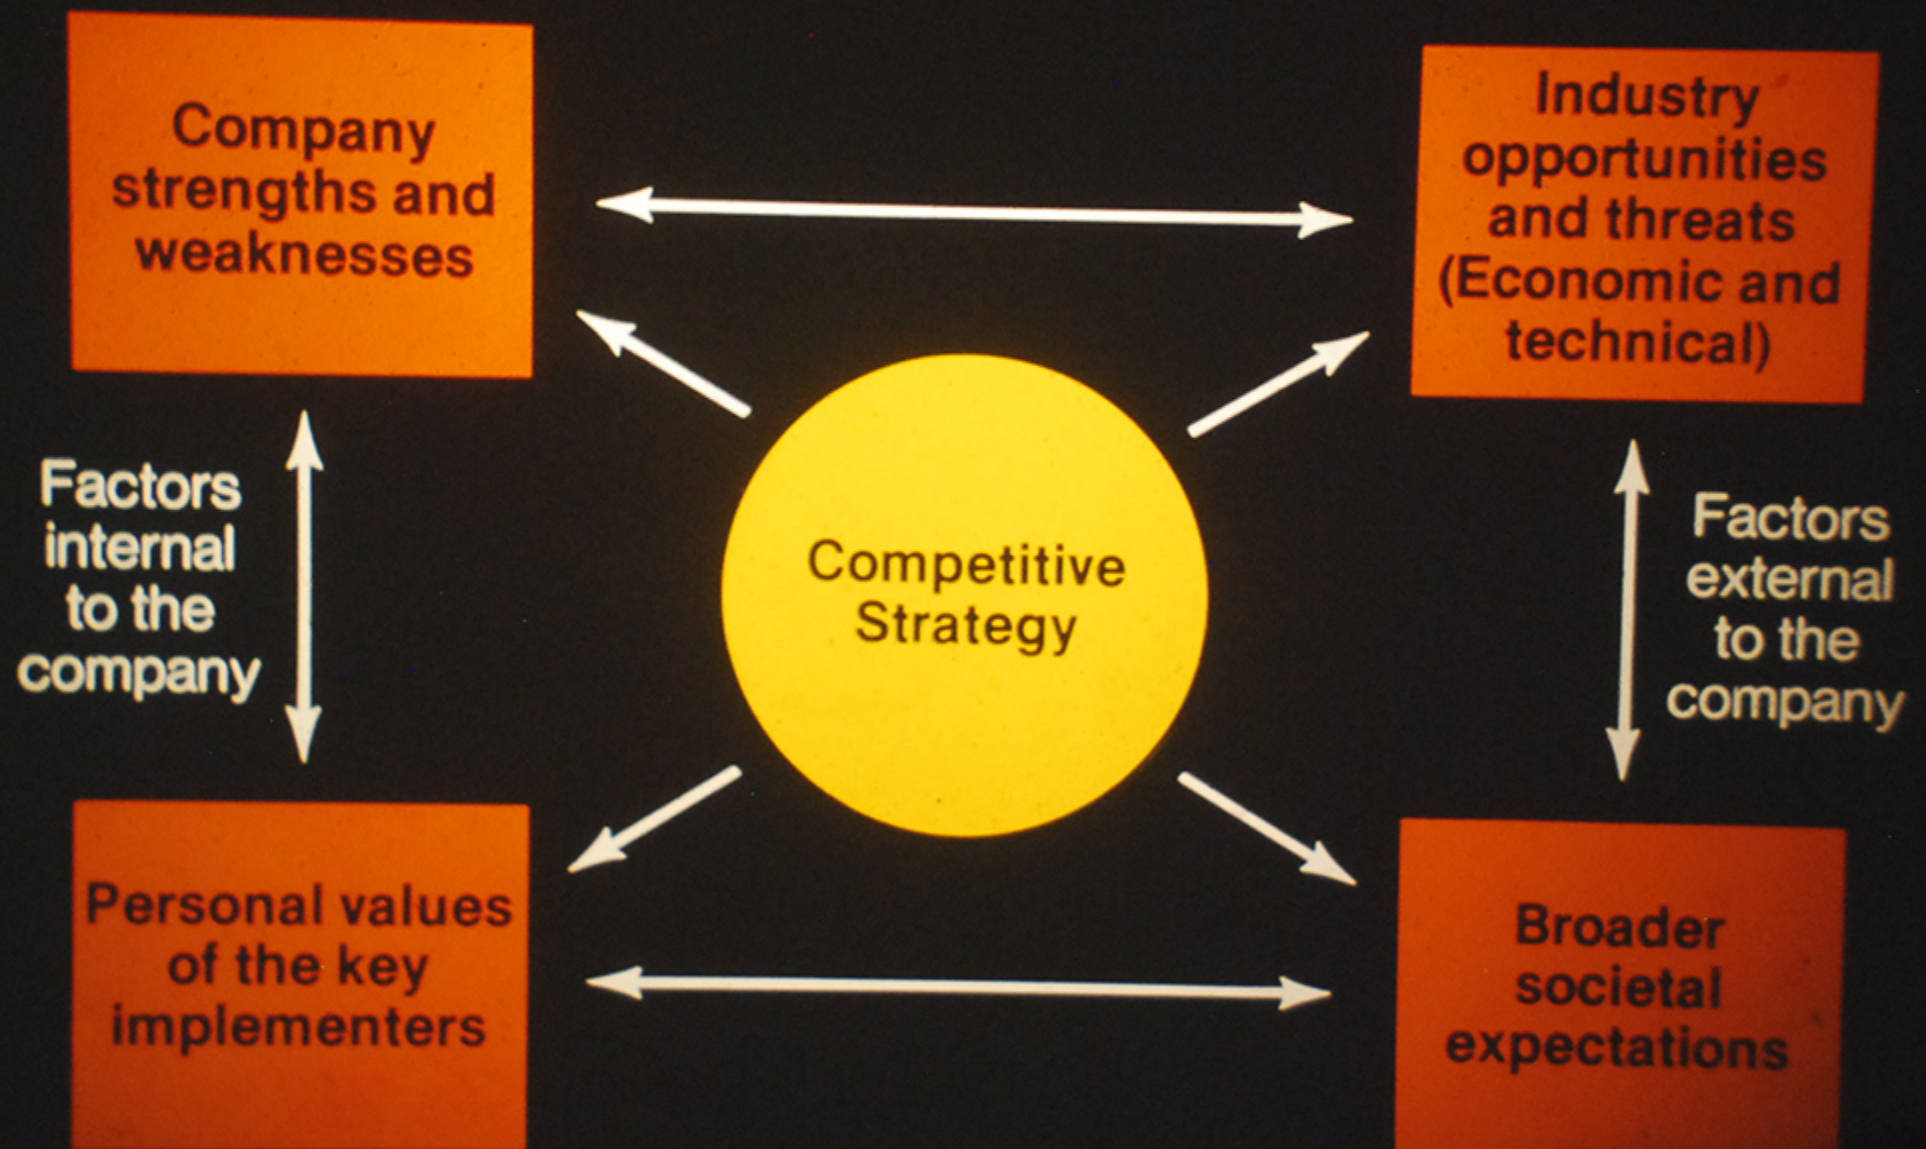 Company
strengths and
weaknesses
Industry
opportunities
and threats
(Economic and
technical)
Factors
internal
to the
company
Competitive
Strategy
Factors
external
to the
company
Personal values
of the key
implementers
Broader
societal
expectations